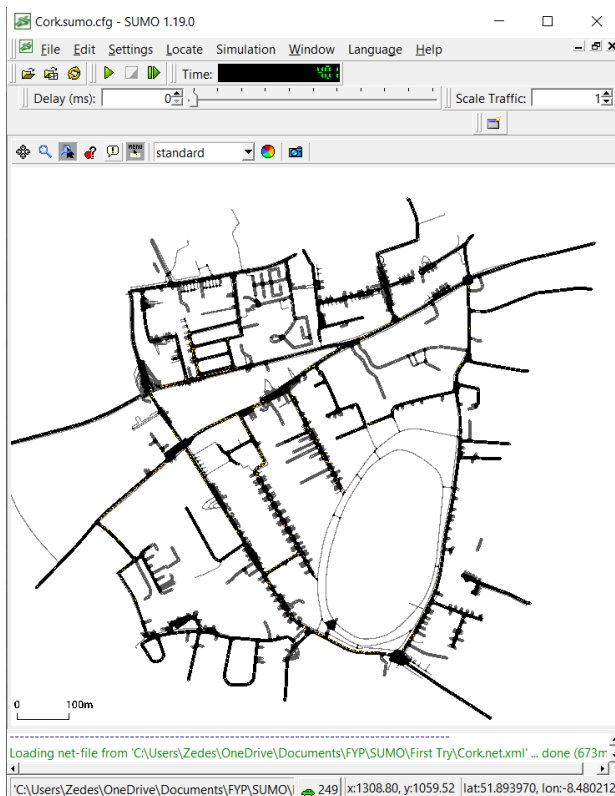 Cork.sumo.cfg - SUMO 1.19.0
File Edit Settings Locate Simulation Window Language Help
Time: 401
Delay (ms): 0 Scale Traffic: 1
MENU standard
0 100m
Loading net-file from 'C:\Users\Zedes\OneDrive\Documents\FYP\SUMO\First Try\Cork.net.xml' ... done (673m
'C:\Users\Zedes\OneDrive\Documents\FYP\SUMO\ 249 x:1308.80, y:1059.52 lat:51.893970, lon:-8.48021